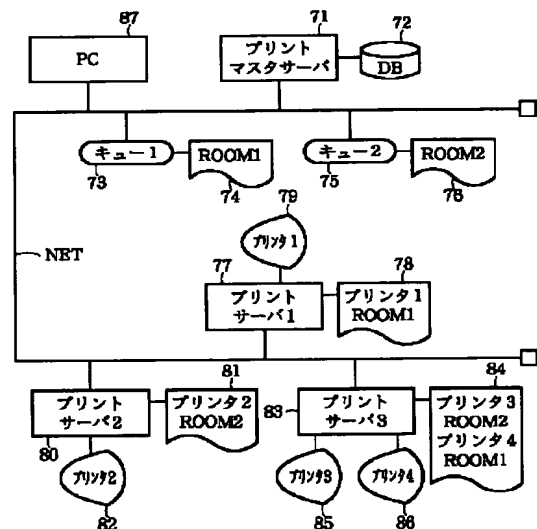 87
PC
71
プリント
マスタサーバ
72
DB
キュー1
73
ROOM1
74
キュー2
75
ROOM2
76
NET
79
プリンタ1
77
プリント
サーバ1
78
プリンタ1
ROOM1
プリント
サーバ2
80
81
プリンタ2
ROOM2
プリンタ2
82
83
プリント
サーバ3
84
プリンタ3
ROOM2
プリンタ4
ROOM1
プリンタ3
85
プリンタ4
86